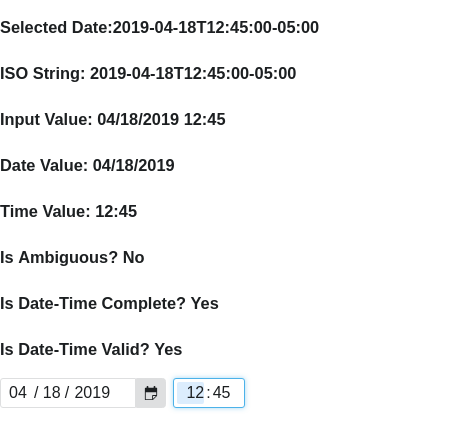 Selected Date:2019-04-18T12:45:00-05:00
ISO String: 2019-04-18T12:45:00-05:00
Input Value: 04/18/2019 12:45
Date Value: 04/18/2019
Time Value: 12:45
Is Ambiguous? No
Is Date-Time Complete? Yes
Is Date-Time Valid? Yes
04 / 18 / 2019 12:45